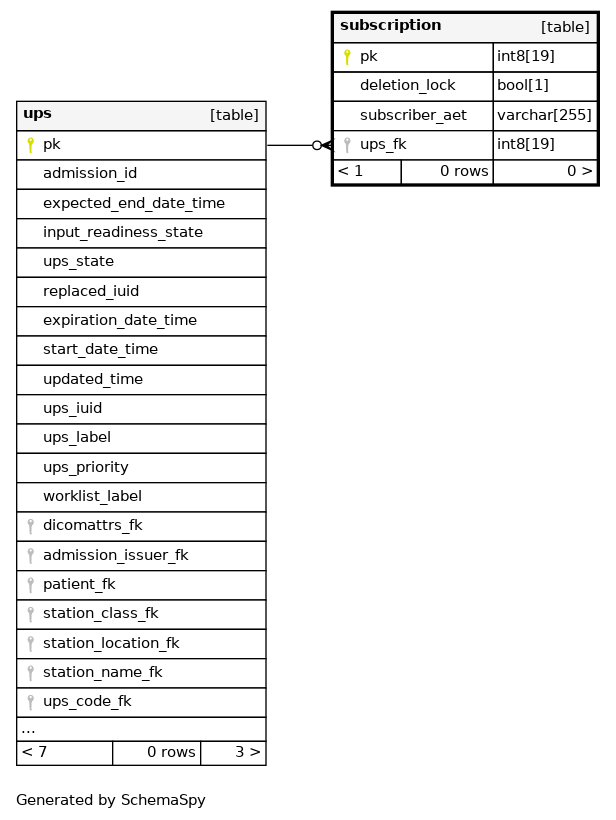 subscription [table]
pk int8[19]
deletion_lock bool[1]
subscriber_aet varchar[255]
ups_fk int8[19]
< 1 0 rows 0 >
ups [table]
pk
admission_id
expected_end_date_time
input_readiness_state
ups_state
replaced_iuid
expiration_date_time
start_date_time
updated_time
ups_iuid
ups_label
ups_priority
worklist_label
dicomattrs_fk
admission_issuer_fk
patient_fk
station_class_fk
station_location_fk
station_name_fk
ups_code_fk
...
< 7 0 rows 3 >
Generated by SchemaSpy